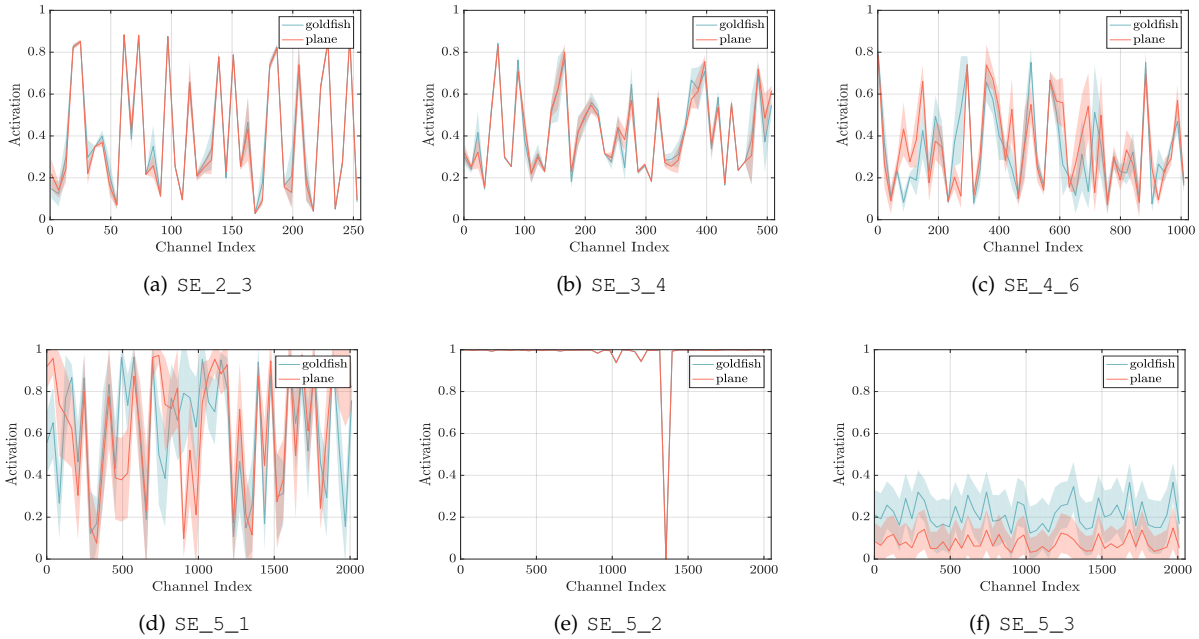 1
0.8
0.6
0.4
0.2
0
Activation
0 50 100 150 200 250
Channel Index
goldfish
plane
(a) SE_2_3
1
0.8
0.6
0.4
0.2
0
Activation
0 100 200 300 400 500
Channel Index
goldfish
plane
(b) SE_3_4
1
0.8
0.6
0.4
0.2
0
Activation
0 200 400 600 800 1000
Channel Index
goldfish
plane
(c) SE_4_6
1
0.8
0.6
0.4
0.2
0
Activation
0 500 1000 1500 2000
Channel Index
goldfish
plane
(d) SE_5_1
1
0.8
0.6
0.4
0.2
0
Activation
0 500 1000 1500 2000
Channel Index
goldfish
plane
(e) SE_5_2
1
0.8
0.6
0.4
0.2
0
Activation
0 500 1000 1500 2000
Channel Index
goldfish
plane
(f) SE_5_3